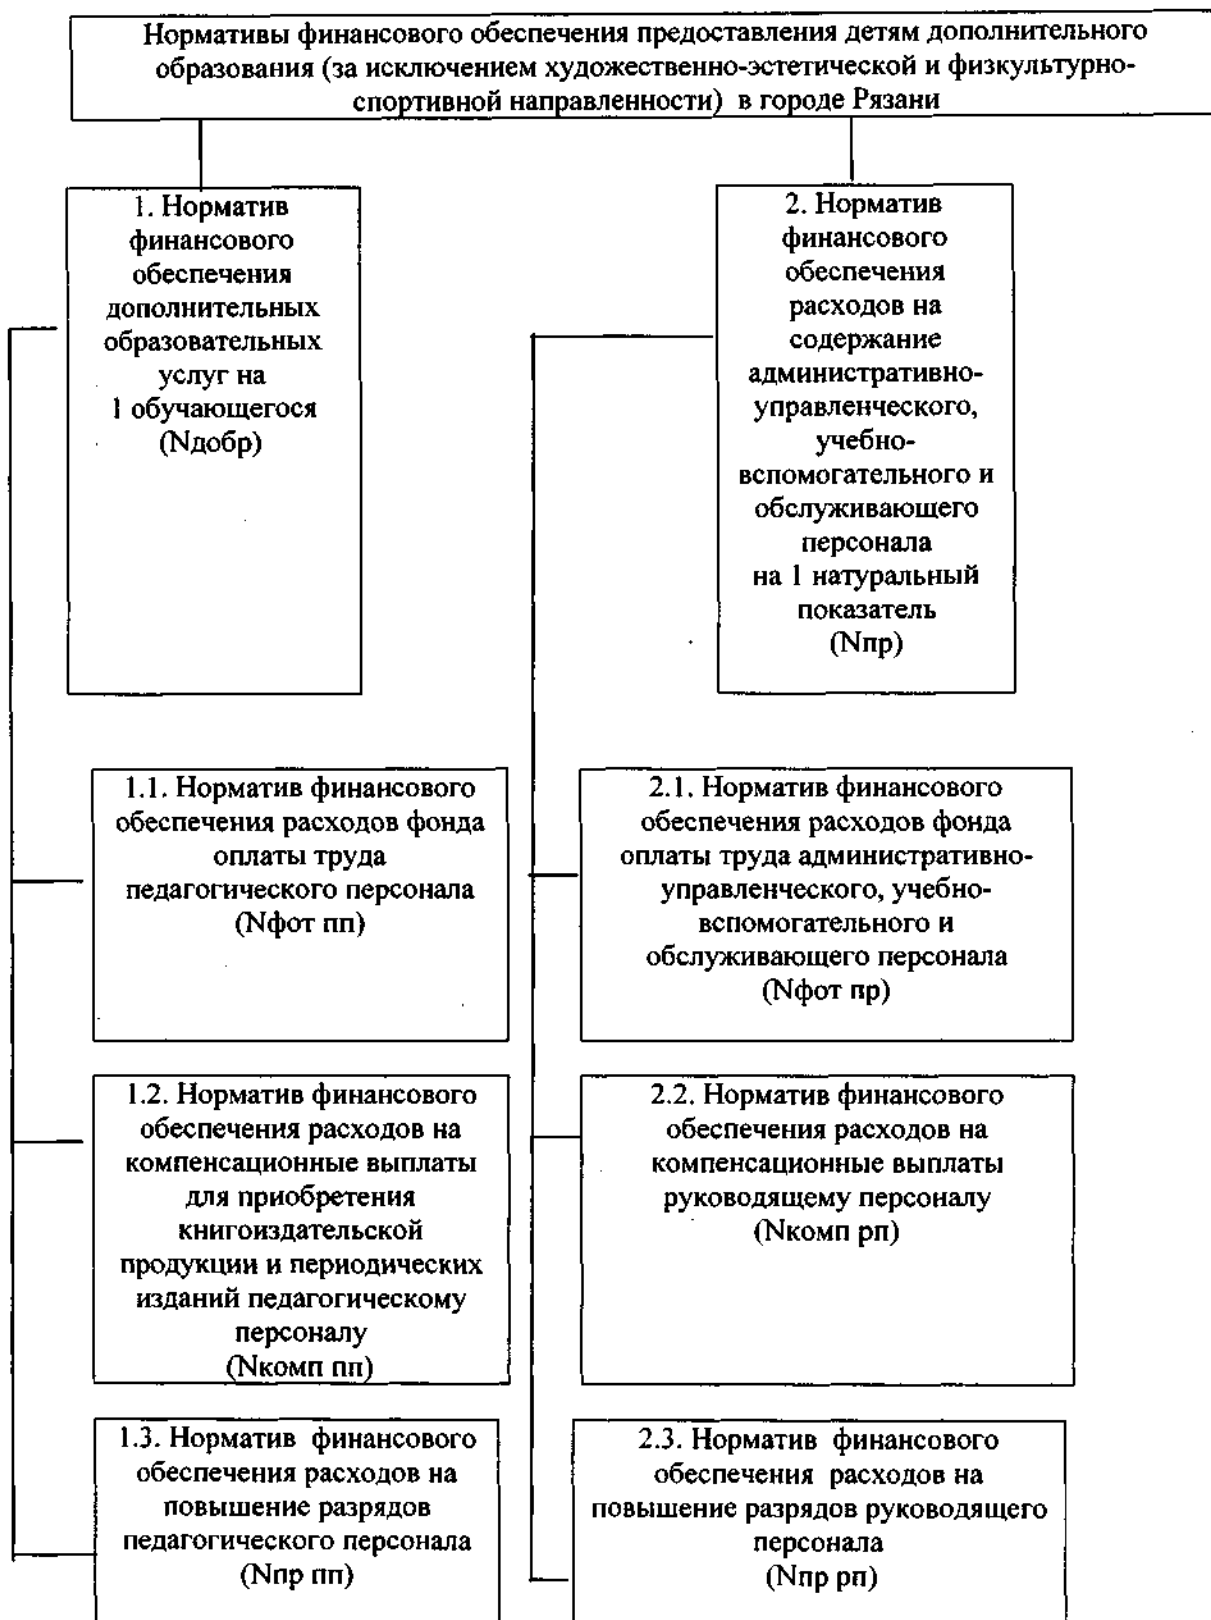 Нормативы финансового обеспечения предоставления детям дополнительного
образования (за исключением художественно-эстетической и физкультурно-
спортивной направленности) в городе Рязани
1. Норматив
финансового
обеспечения
дополнительных
образовательных
услуг на
1 обучающегося
(Nдобр)
2. Норматив
финансового
обеспечения
расходов на
содержание
административно-
управленческого,
учебно-
вспомогательного и
обслуживающего
персонала
на 1 натуральный
показатель
(Nпр)
1.1. Норматив финансового
обеспечения расходов фонда
оплаты труда
педагогического персонала
(Nфот пп)
2.1. Норматив финансового
обеспечения расходов фонда
оплаты труда административно-
управленческого, учебно-
вспомогательного и
обслуживающего персонала
(Nфот пр)
1.2. Норматив финансового
обеспечения расходов на
компенсационные выплаты
для приобретения
книгоиздательской
продукции и периодических
изданий педагогическому
персоналу
(Nкомп пп)
2.2. Норматив финансового
обеспечения расходов на
компенсационные выплаты
руководящему персоналу
(Nкомп рп)
1.3. Норматив финансового
обеспечения расходов на
повышение разрядов
педагогического персонала
(Nпр пп)
2.3. Норматив финансового
обеспечения расходов на
повышение разрядов руководящего
персонала
(Nпр рп)